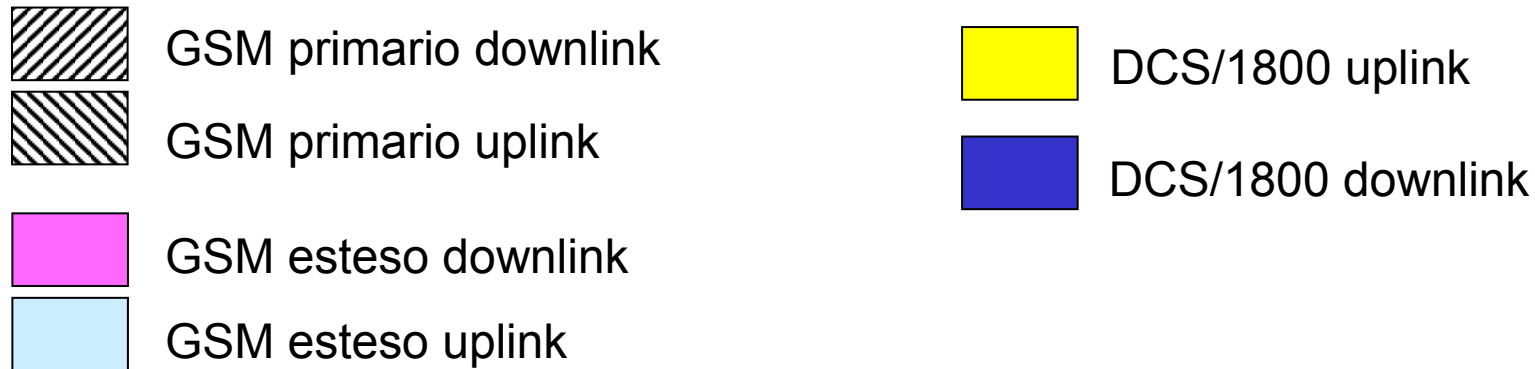 GSM primario downlink
GSM primario uplink
GSM esteso downlink
GSM esteso uplink
DCS/1800 uplink
DCS/1800 downlink